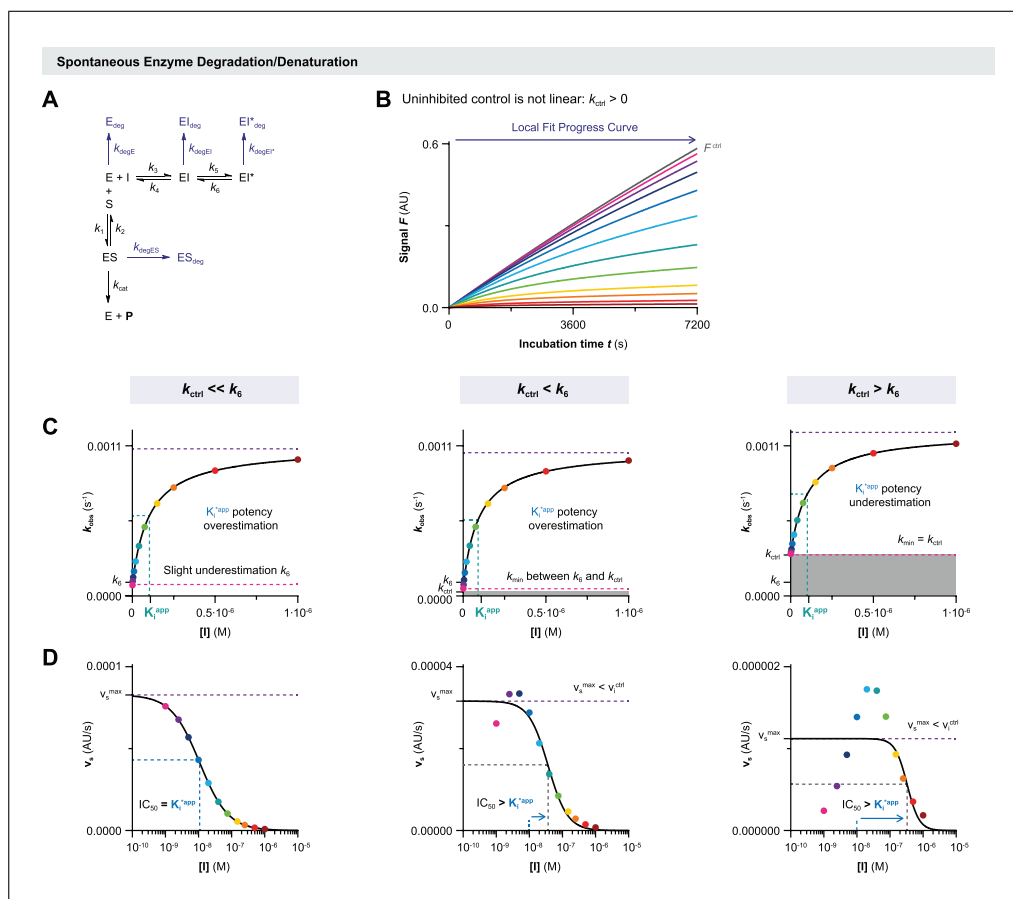 Spontaneous Enzyme Degradation/Denaturation
A
E_deg EI_deg EI*_deg
k_degE k_degEI k_degEI*
E + I k_3 k_4 EI k_5 k_6 EI*
+
S
k_1 k_2
ES k_degES ES_deg
k_cat
E + P
B Uninhibited control is not linear: k_ctrl > 0
Local Fit Progress Curve
F^ctrl
Signal F (AU)
0.6
0.0
0 3600 7200
Incubation time t (s)
k_ctrl << k_6
k_ctrl < k_6
k_ctrl > k_6
C
k_obs (s^-1)
0.0011
K_i^*app potency
overestimation
Slight underestimation k_6
k_6
0.0000
0 K_i^app 0.5·10^-6 1·10^-6
[I] (M)
k_obs (s^-1)
0.0011
K_i^*app potency
overestimation
k_min between k_6 and k_ctrl
k_6
k_ctrl
0.0000
0 K_i^app 0.5·10^-6 1·10^-6
[I] (M)
k_obs (s^-1)
0.0011
K_i^*app potency
underestimation
k_min = k_ctrl
k_ctrl
k_6
0.0000
0 K_i^app 0.5·10^-6 1·10^-6
[I] (M)
D
v_s (AU/s)
0.0001
v_s^max
IC_50 = K_i^*app
0.0000
10^-10 10^-9 10^-8 10^-7 10^-6 10^-5
[I] (M)
v_s (AU/s)
0.00004
v_s^max
v_s^max < v_i^ctrl
IC_50 > K_i^*app
0.00000
10^-10 10^-9 10^-8 10^-7 10^-6 10^-5
[I] (M)
v_s (AU/s)
0.000002
v_s^max
v_s^max < v_i^ctrl
IC_50 > K_i^*app
0.000000
10^-10 10^-9 10^-8 10^-7 10^-6 10^-5
[I] (M)